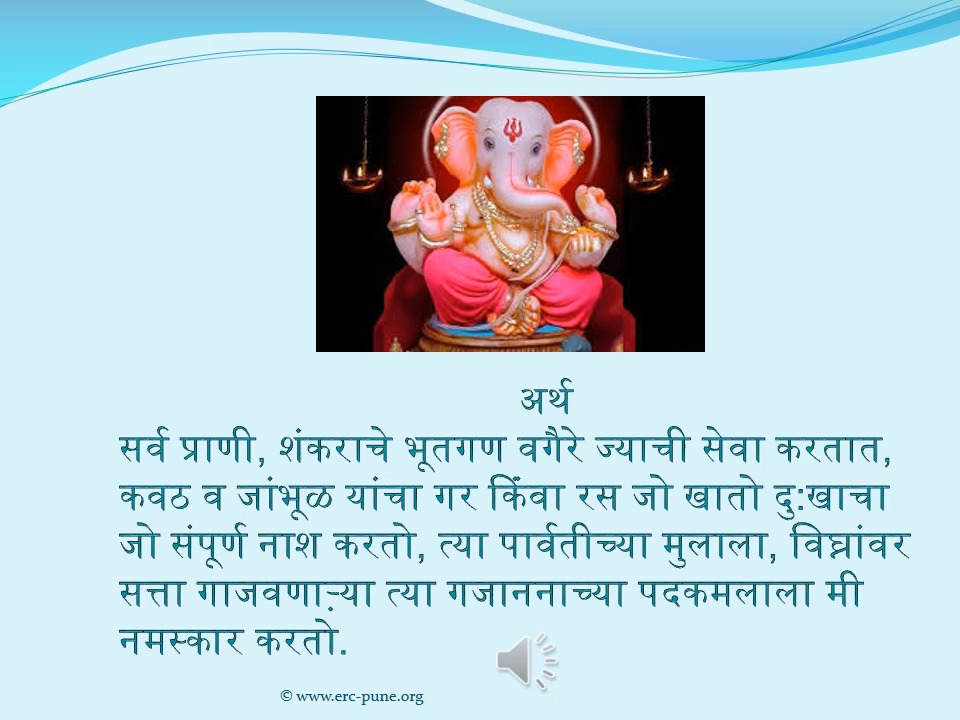 अर्थ
सर्व प्राणी, शंकराचे भूतगण वगैरे ज्याची सेवा करतात,
कवठ व जांभूळ यांचा गर किंवा रस जो खातो दु:खाचा
जो संपूर्ण नाश करतो, त्या पार्वतीच्या मुलाला, विघ्नांवर
सत्ता गाजवणाऱ्या त्या गजाननाच्या पदकमलाला मी
नमस्कार करतो.
© www.erc-pune.org